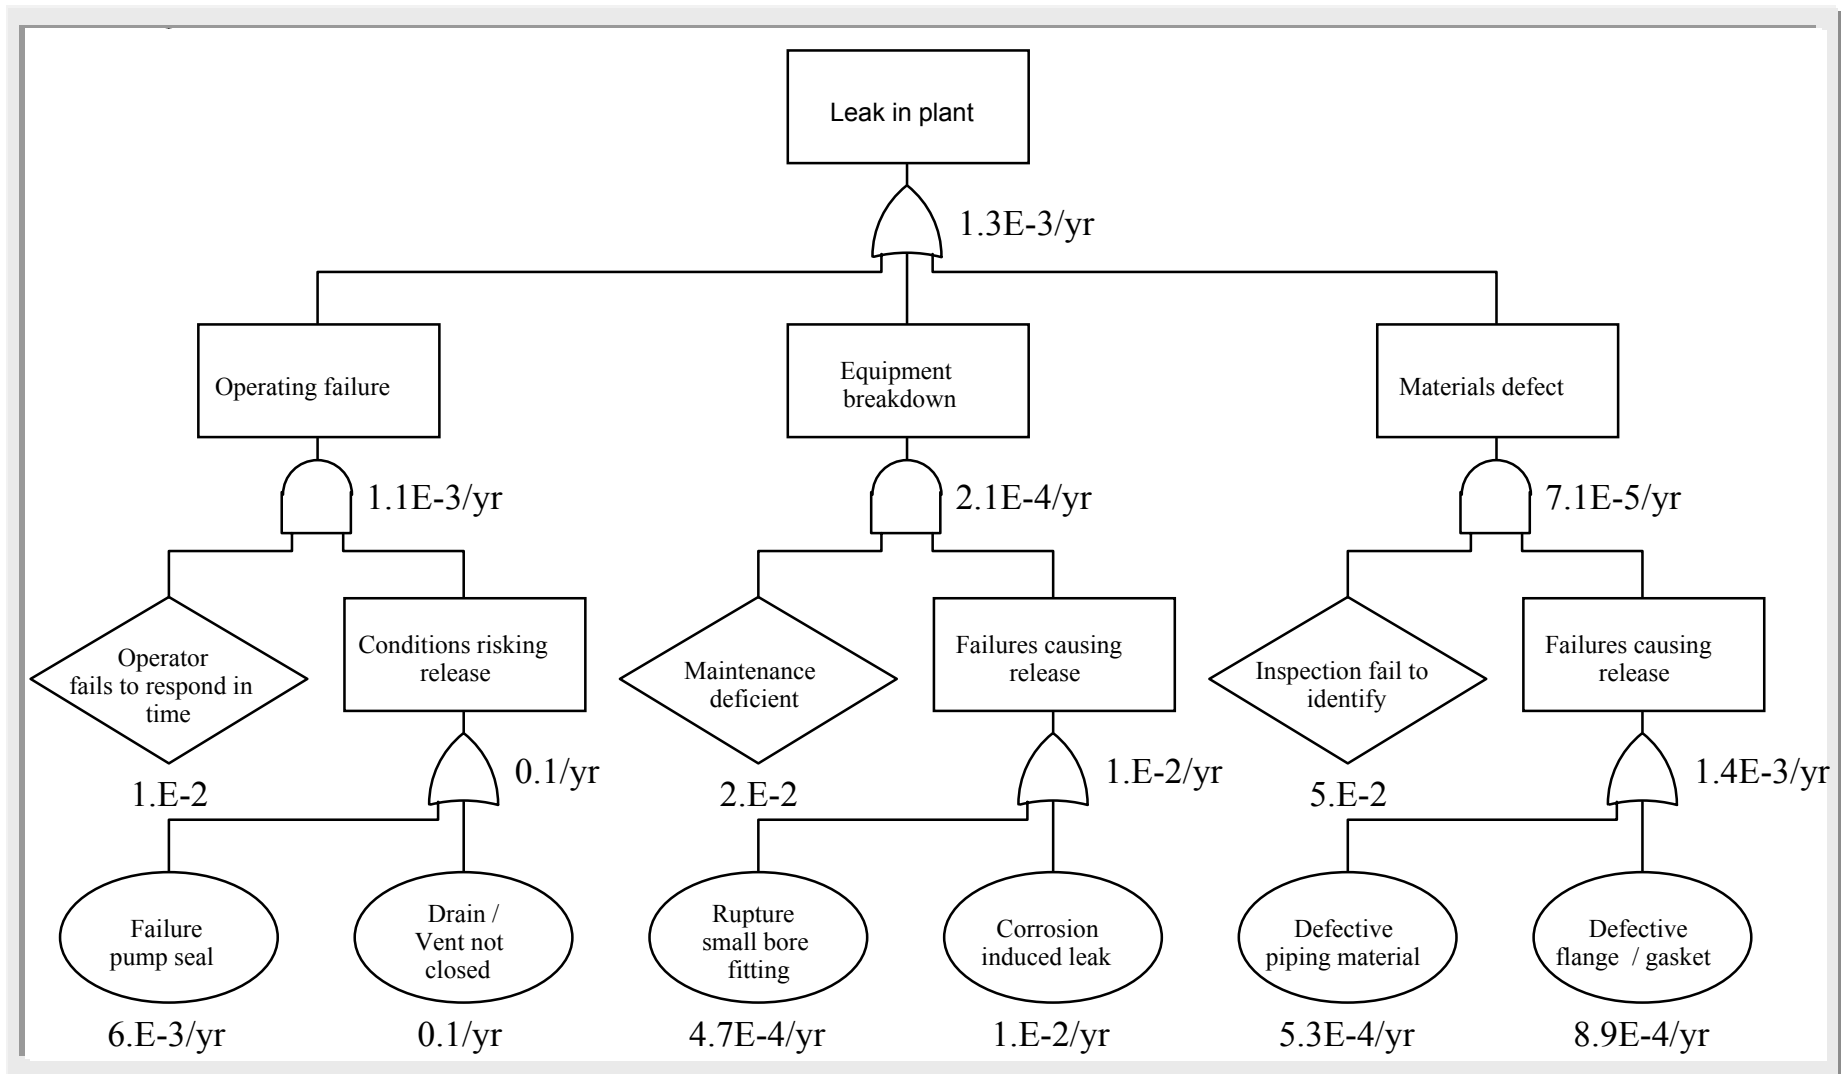 Leak in plant
1.3E-3/yr
Operating failure
Equipment
breakdown
Materials defect
1.1E-3/yr
2.1E-4/yr
7.1E-5/yr
Operator
fails to respond in
time
Conditions risking
release
Maintenance
deficient
Failures causing
release
Inspection fail to
identify
Failures causing
release
1.E-2
0.1/yr
2.E-2
1.E-2/yr
5.E-2
1.4E-3/yr
Failure
pump seal
Drain /
Vent not
closed
Rupture
small bore
fitting
Corrosion
induced leak
Defective
piping material
Defective
flange / gasket
6.E-3/yr
0.1/yr
4.7E-4/yr
1.E-2/yr
5.3E-4/yr
8.9E-4/yr